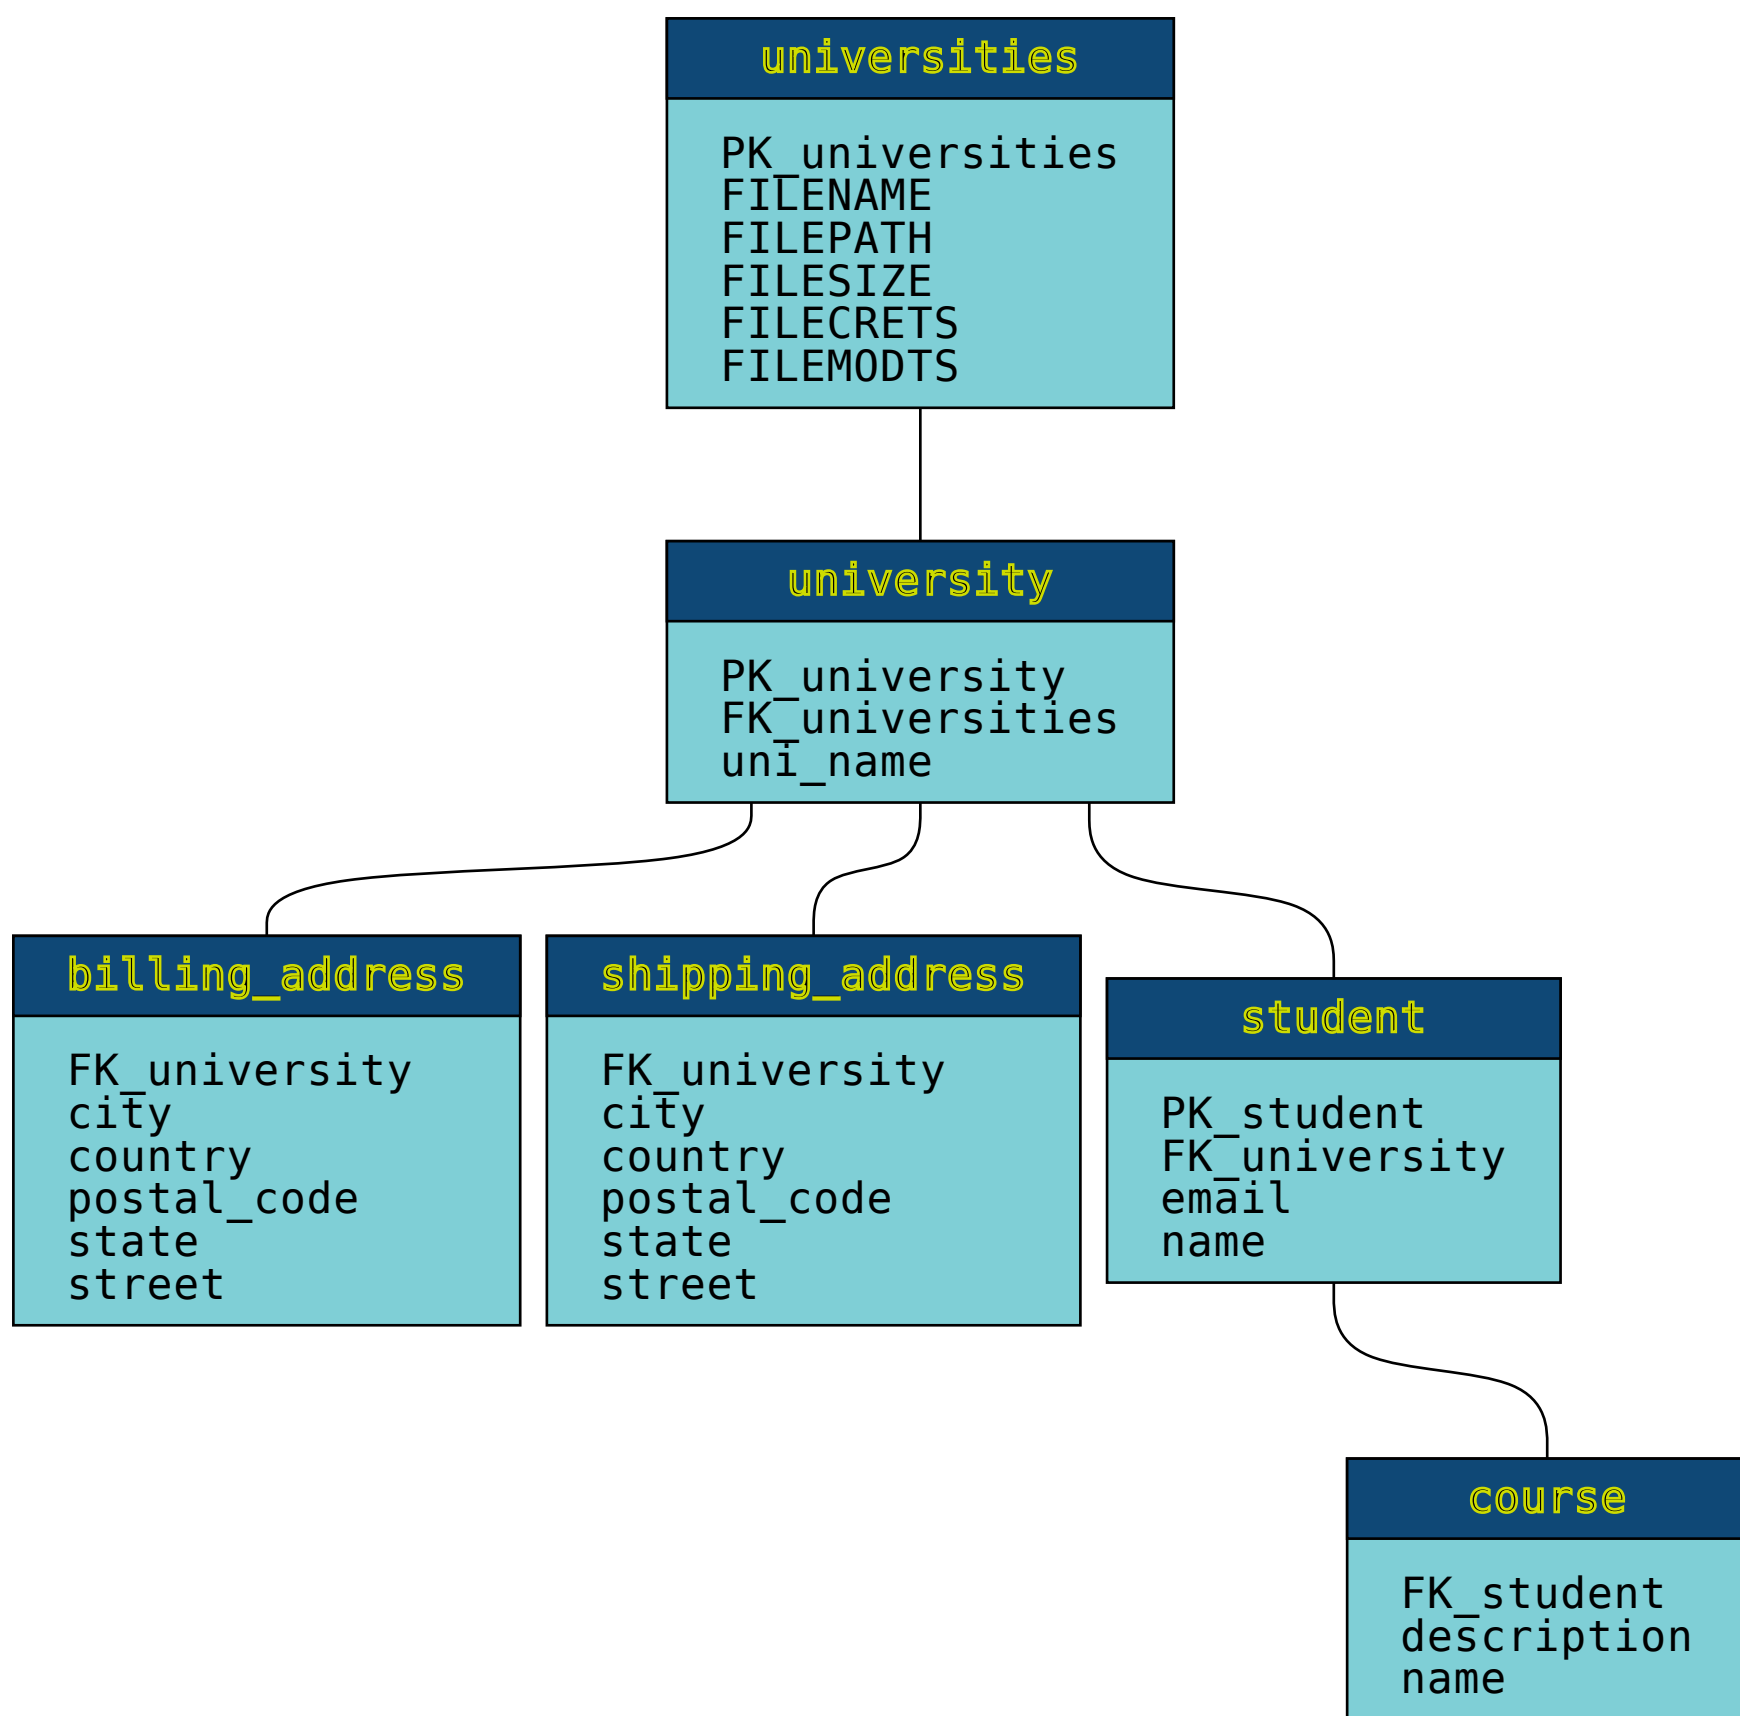 universities
PK_universities
FILENAME
FILEPATH
FILESIZE
FILECRETS
FILEMODTS
university
PK_university
FK_universities
uni_name
billing_address
FK_university
city
country
postal_code
state
street
shipping_address
FK_university
city
country
postal_code
state
street
student
PK_student
FK_university
email
name
course
FK_student
description
name